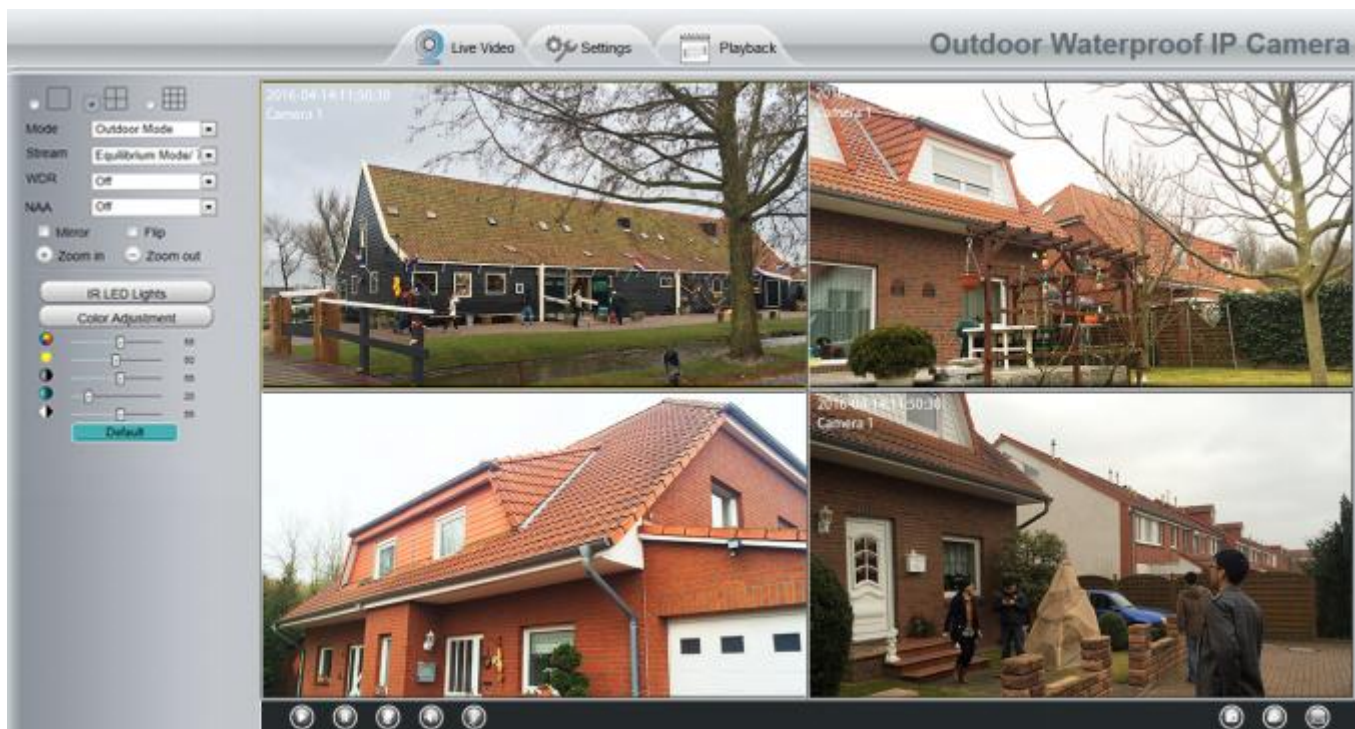 Live Video
Settings
Playback
Outdoor Waterproof IP Camera
Mode
Outdoor Mode
Stream
Equilibrium Mode/
WDR
Off
NAA
Off
Mirror
Flip
Zoom in
Zoom out
IR LED Lights
Color Adjustment
Default
2016-04-14 11:50:30
Camera 1
Camera 1
2016-04-14 11:50:30
Camera 1